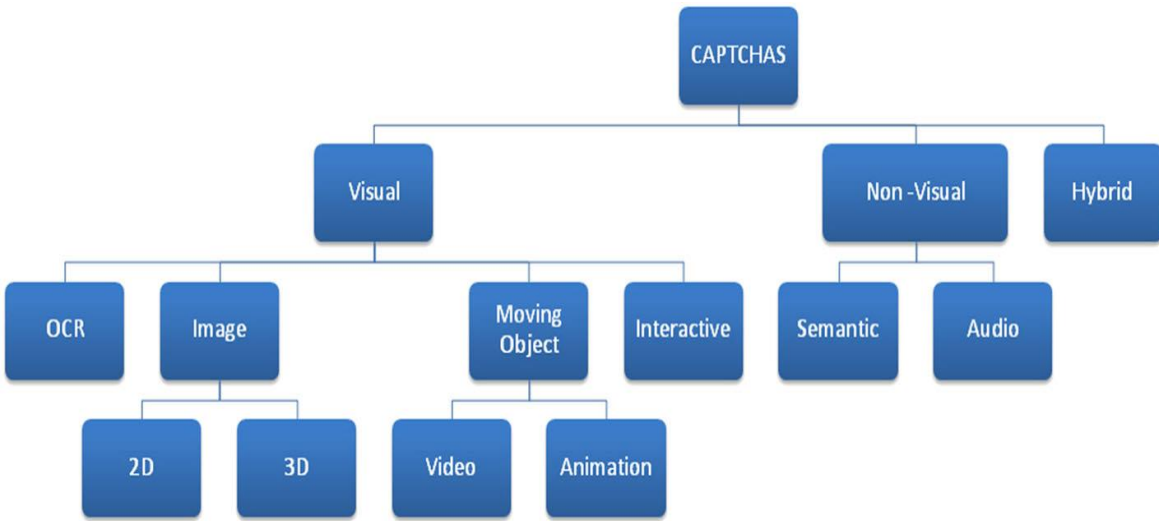 CAPTCHAS
Visual
Non -Visual
Hybrid
OCR
Image
Moving
Object
Interactive
Semantic
Audio
2D
3D
Video
Animation